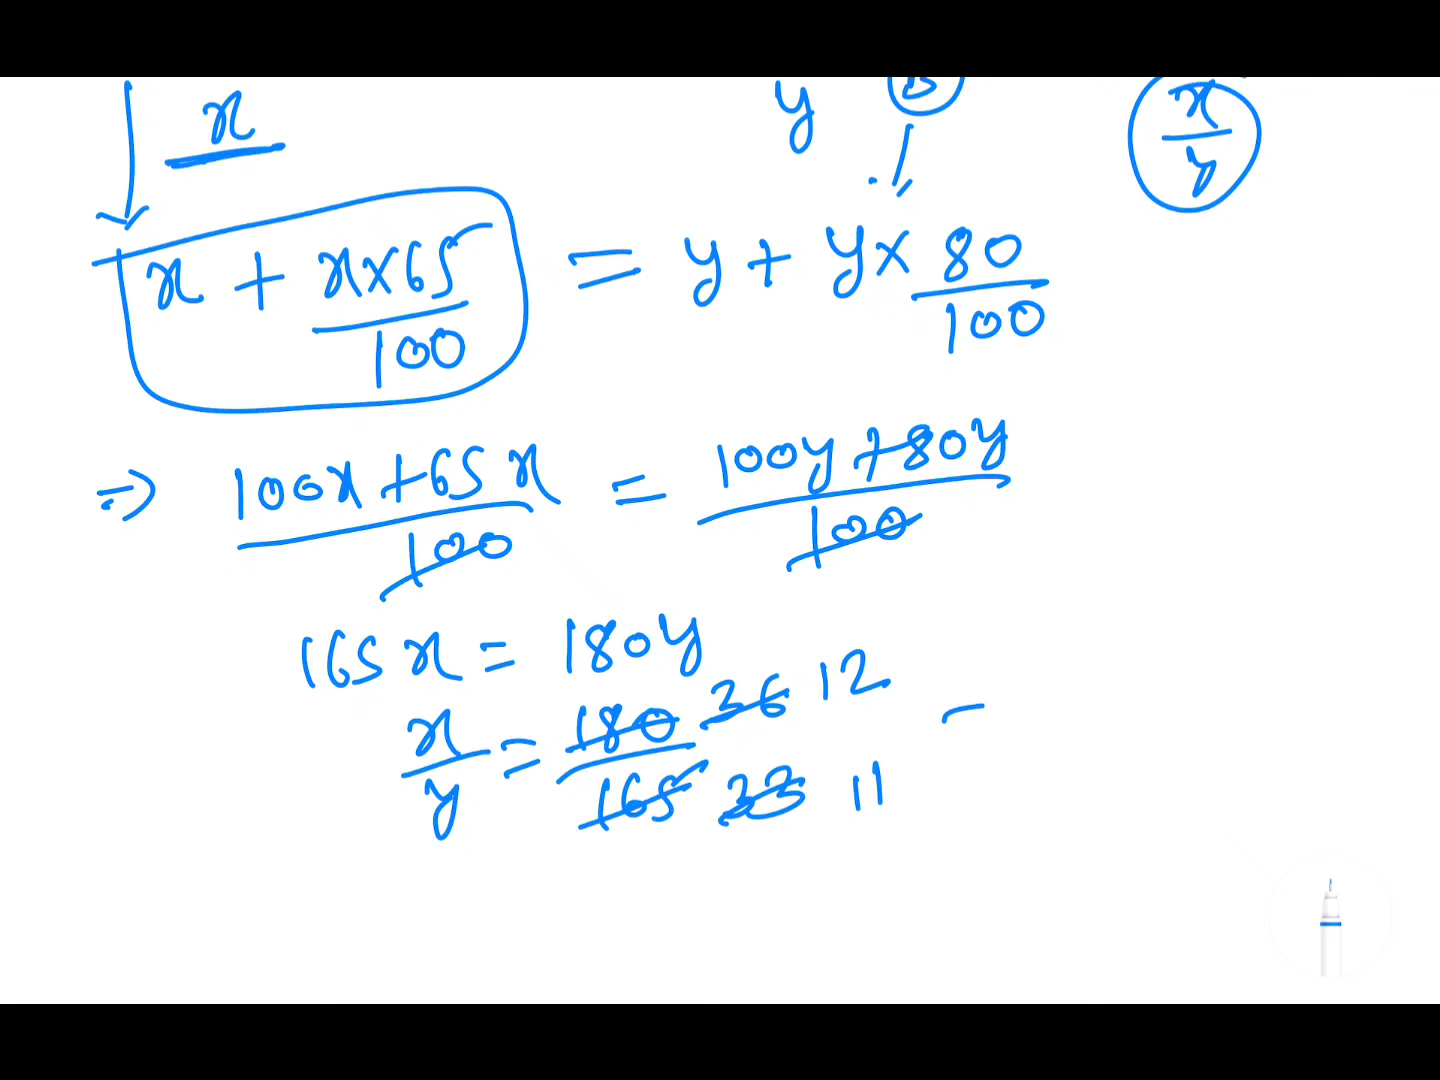 x y B x/y
%
x + x×65/100 = y + y× 80/100
⇒ 100x+65x/100 = 100y+80y/100
165x = 180y
x/y = 180/165 36/33 12/11 -